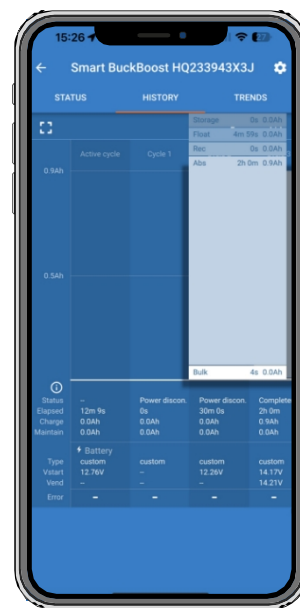 15:26
Smart BuckBoost HQ233943X3J
STATUS HISTORY TRENDS
Storage 0s 0.0Ah
Float 4m 59s 0.0Ah
Rec 0s 0.0Ah
Active cycle Cycle 1
Abs 2h 0m 0.9Ah
0.9Ah
0.5Ah
Bulk 4s 0.0Ah
Status -- Power discon. Power discon. Complete
Elapsed 12m 9s 0s 30m 0s 2h 0m
Charge 0.0Ah 0.0Ah 0.0Ah 0.9Ah
Maintain 0.0Ah 0.0Ah 0.0Ah 0.0Ah
Battery
Type custom custom custom custom
Vstart 12.76V -- 12.26V 14.17V
Vend -- -- -- 14.21V
Error - - - -